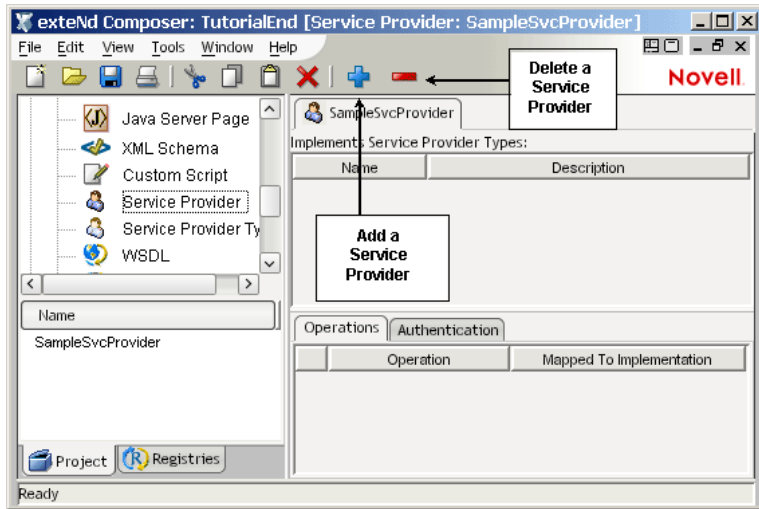 exteNd Composer: TutorialEnd [Service Provider: SampleSvcProvider]
File Edit View Tools Window Help
Delete a
Service
Provider
Novell.
Java Server Page
XML Schema
Custom Script
Service Provider
Service Provider Ty
WSDL
SampleSvcProvider
Implements Service Provider Types:
Name Description
Add a
Service
Provider
Name
SampleSvcProvider
Operations Authentication
Operation Mapped To Implementation
Project Registries
Ready